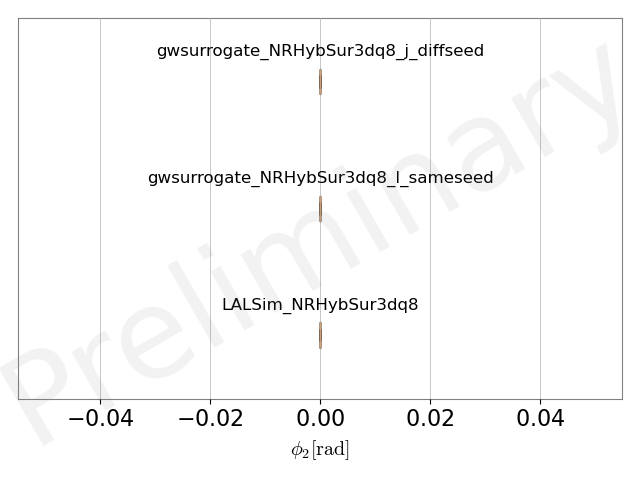 gwsurrogate_NRHybSur3dq8_j_diffseed
gwsurrogate_NRHybSur3dq8_l_sameseed
LALSim_NRHybSur3dq8
Preliminary
−0.04 −0.02 0.00 0.02 0.04
ϕ₂[rad]